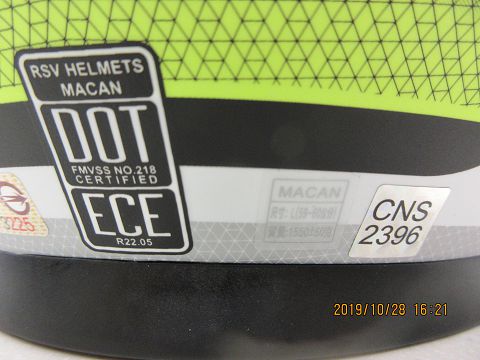 RSV HELMETS
MACAN
DOT
FMVSS NO.218
CERTIFIED
ECE
R22.05
3225
MACAN
CNS
2396
2019/10/28 16:21